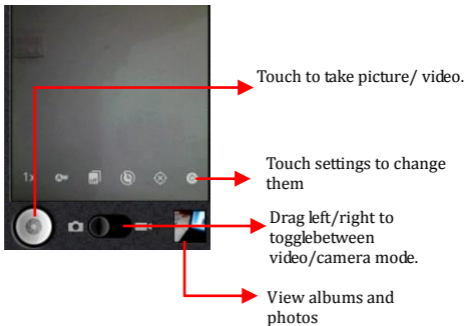 Touch to take picture/ video.
1x
Touch settings to change
them
Drag left/right to
togglebetween
video/camera mode.
View albums and
photos